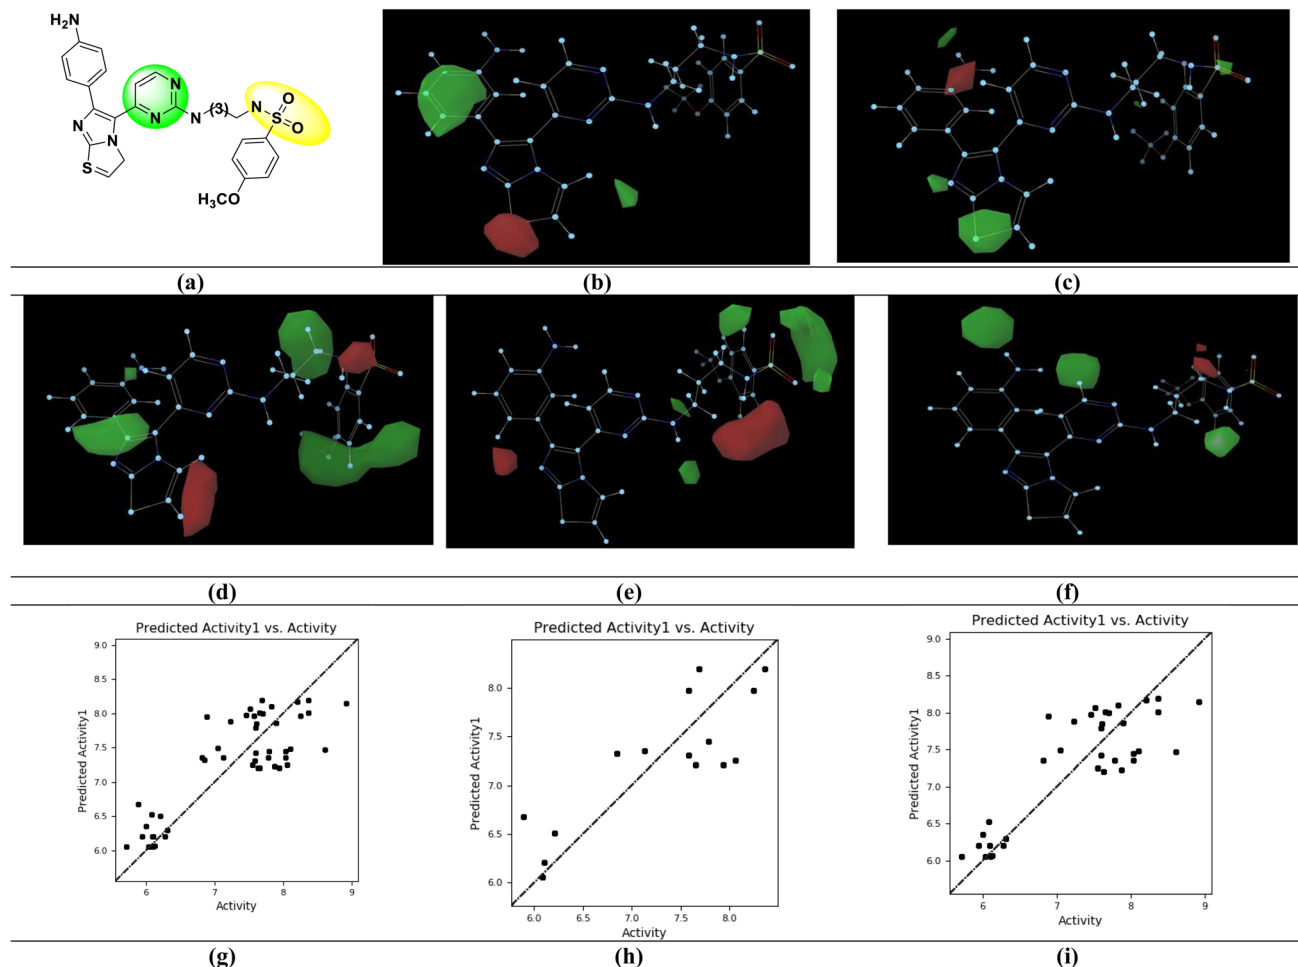 H₂N
N
N
N
(3)
N
O
S
O
N
N
N
S
H₃CO
(a)
(b)
(c)
(d)
(e)
(f)
Predicted Activity1 vs. Activity
Predicted Activity1
9.0
8.5
8.0
7.5
7.0
6.5
6.0
6
7
8
9
Activity
(g)
Predicted Activity1 vs. Activity
Predicted Activity1
8.0
7.5
7.0
6.5
6.0
6.0
6.5
7.0
7.5
8.0
Activity
(h)
Predicted Activity1 vs. Activity
Predicted Activity1
9.0
8.5
8.0
7.5
7.0
6.5
6.0
6
7
8
9
Activity
(i)